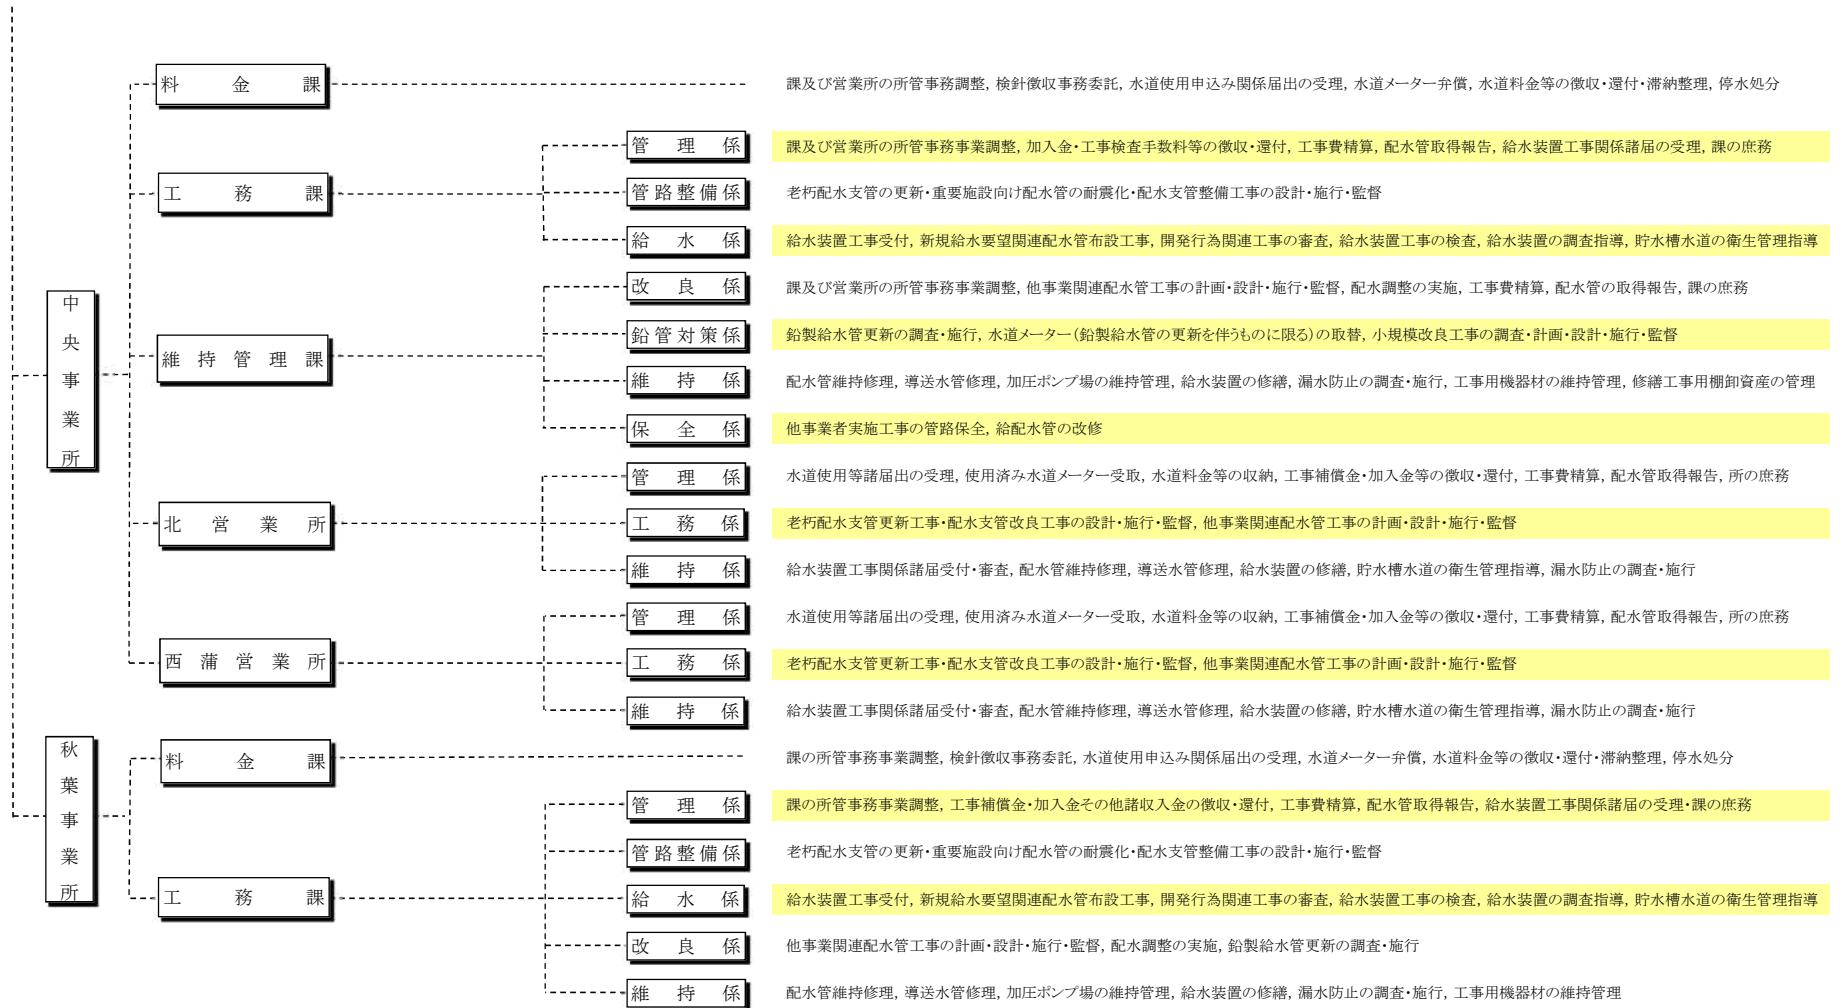 料金課 課及び営業所の所管事務調整, 検針徴収事務委託, 水道使用申込み関係届出の受理, 水道メーター弁償, 水道料金等の徴収・還付・滞納整理, 停水処分
管理係 課及び営業所の所管事務事業調整, 加入金・工事検査手数料等の徴収・還付, 工事費精算, 配水管取得報告, 給水装置工事関係諸届の受理, 課の庶務
工務課 管路整備係 老朽配水支管の更新・重要施設向け配水管の耐震化・配水支管整備工事の設計・施行・監督
給水係 給水装置工事受付, 新規給水要望関連配水管布設工事, 開発行為関連工事の審査, 給水装置工事の検査, 給水装置の調査指導, 貯水槽水道の衛生管理指導
改良係 課及び営業所の所管事務事業調整, 他事業関連配水管工事の計画・設計・施行・監督, 配水調整の実施, 工事費精算, 配水管の取得報告, 課の庶務
中央事業所
鉛管対策係 鉛製給水管更新の調査・施行, 水道メーター(鉛製給水管の更新を伴うものに限る)の取替, 小規模改良工事の調査・計画・設計・施行・監督
維持管理課
維持係 配水管維持修理, 導送水管修理, 加圧ポンプ場の維持管理, 給水装置の修繕, 漏水防止の調査・施行, 工事用機器材の維持管理, 修繕工事用棚卸資産の管理
保全係 他事業者実施工事の管路保全, 給配水管の改修
管理係 水道使用等諸届出の受理, 使用済み水道メーター受取, 水道料金等の収納, 工事補償金・加入金等の徴収・還付, 工事費精算, 配水管取得報告, 所の庶務
北営業所 工務係 老朽配水支管更新工事・配水支管改良工事の設計・施行・監督, 他事業関連配水管工事の計画・設計・施行・監督
維持係 給水装置工事関係諸届受付・審査, 配水管維持修理, 導送水管修理, 給水装置の修繕, 貯水槽水道の衛生管理指導, 漏水防止の調査・施行
管理係 水道使用等諸届出の受理, 使用済み水道メーター受取, 水道料金等の収納, 工事補償金・加入金等の徴収・還付, 工事費精算, 配水管取得報告, 所の庶務
西蒲営業所 工務係 老朽配水支管更新工事・配水支管改良工事の設計・施行・監督, 他事業関連配水管工事の計画・設計・施行・監督
維持係 給水装置工事関係諸届受付・審査, 配水管維持修理, 導送水管修理, 給水装置の修繕, 貯水槽水道の衛生管理指導, 漏水防止の調査・施行
秋葉事業所
料金課 課の所管事務事業調整, 検針徴収事務委託, 水道使用申込み関係届出の受理, 水道メーター弁償, 水道料金等の徴収・還付・滞納整理, 停水処分
管理係 課の所管事務事業調整, 工事補償金・加入金その他諸収入金の徴収・還付, 工事費精算, 配水管取得報告, 給水装置工事関係諸届の受理・課の庶務
管路整備係 老朽配水支管の更新・重要施設向け配水管の耐震化・配水支管整備工事の設計・施行・監督
工務課 給水係 給水装置工事受付, 新規給水要望関連配水管布設工事, 開発行為関連工事の審査, 給水装置工事の検査, 給水装置の調査指導, 貯水槽水道の衛生管理指導
改良係 他事業関連配水管工事の計画・設計・施行・監督, 配水調整の実施, 鉛製給水管更新の調査・施行
維持係 配水管維持修理, 導送水管修理, 加圧ポンプ場の維持管理, 給水装置の修繕, 漏水防止の調査・施行, 工事用機器材の維持管理